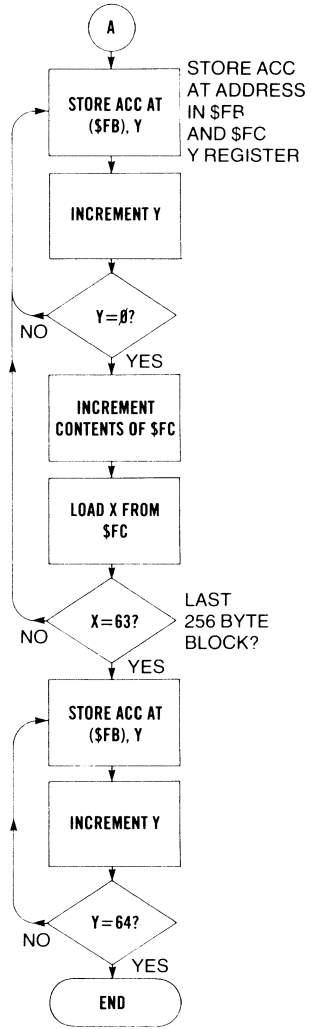 A
STORE ACC AT
($FB), Y
STORE ACC
AT ADDRESS
IN $FB
AND $FC
Y REGISTER
INCREMENT Y
Y=Ø?
NO
YES
INCREMENT
CONTENTS OF $FC
LOAD X FROM
$FC
X=63?
LAST
256 BYTE
BLOCK?
NO
YES
STORE ACC AT
($FB), Y
INCREMENT Y
Y=64?
NO
YES
END